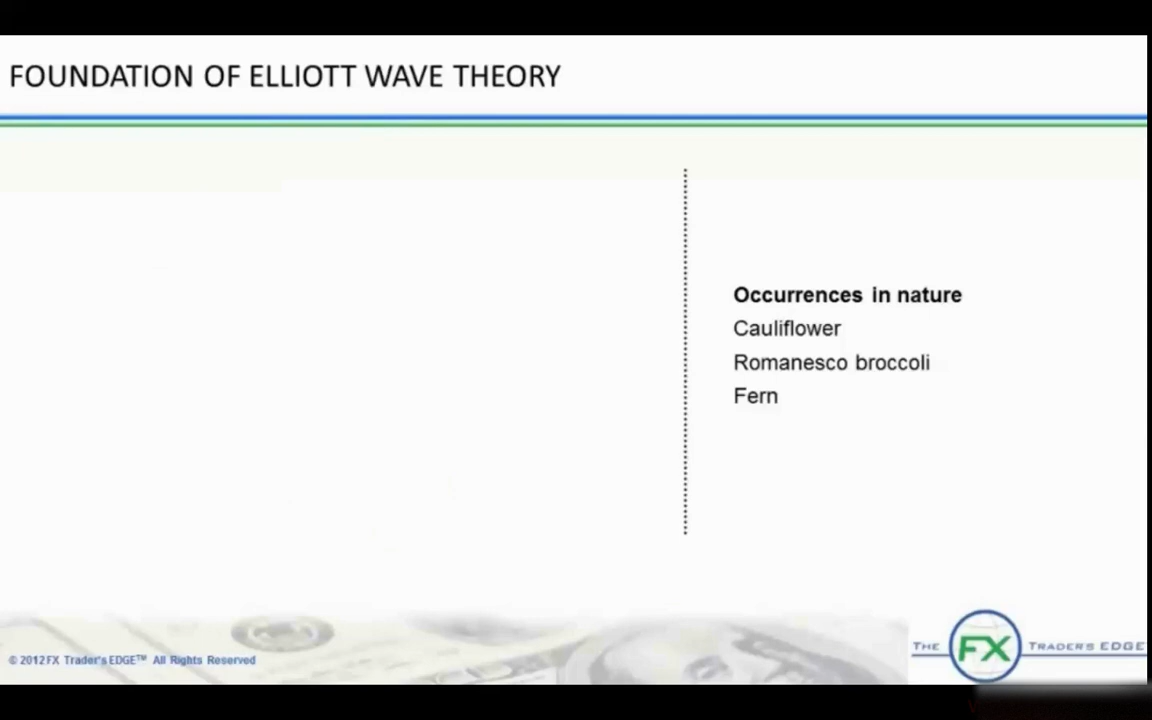 FOUNDATION OF ELLIOTT WAVE THEORY
Occurrences in nature
Cauliflower
Romanesco broccoli
Fern
© 2012 FX Trader's EDGE™ All Rights Reserved
THE FX TRADER'S EDGE